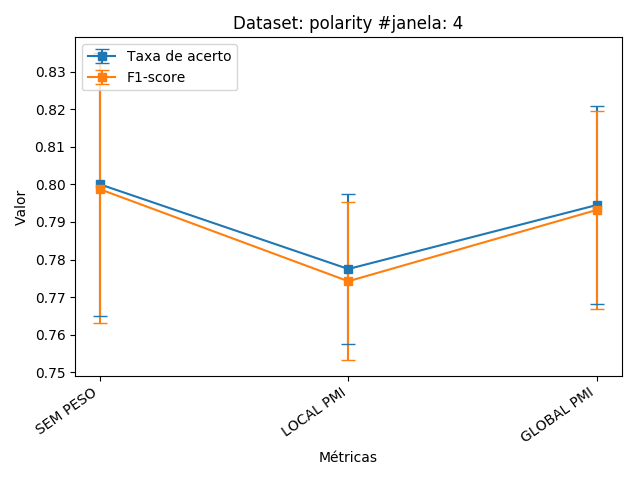 Dataset: polarity #janela: 4
Taxa de acerto
F1-score
0.83
0.82
0.81
0.80
0.79
0.78
0.77
0.76
0.75
Valor
SEM PESO
LOCAL PMI
GLOBAL PMI
Métricas